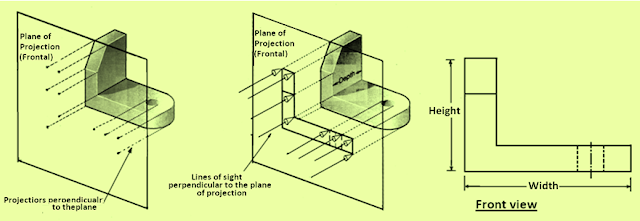 Plane of
Projection
(Frontal)
Projectiors perpendicualr
to theplane
Plane of
Projection
(Frontal)
Depth
Lines of sight
perpendicular to the plane
of projection
Height
Width
Front view